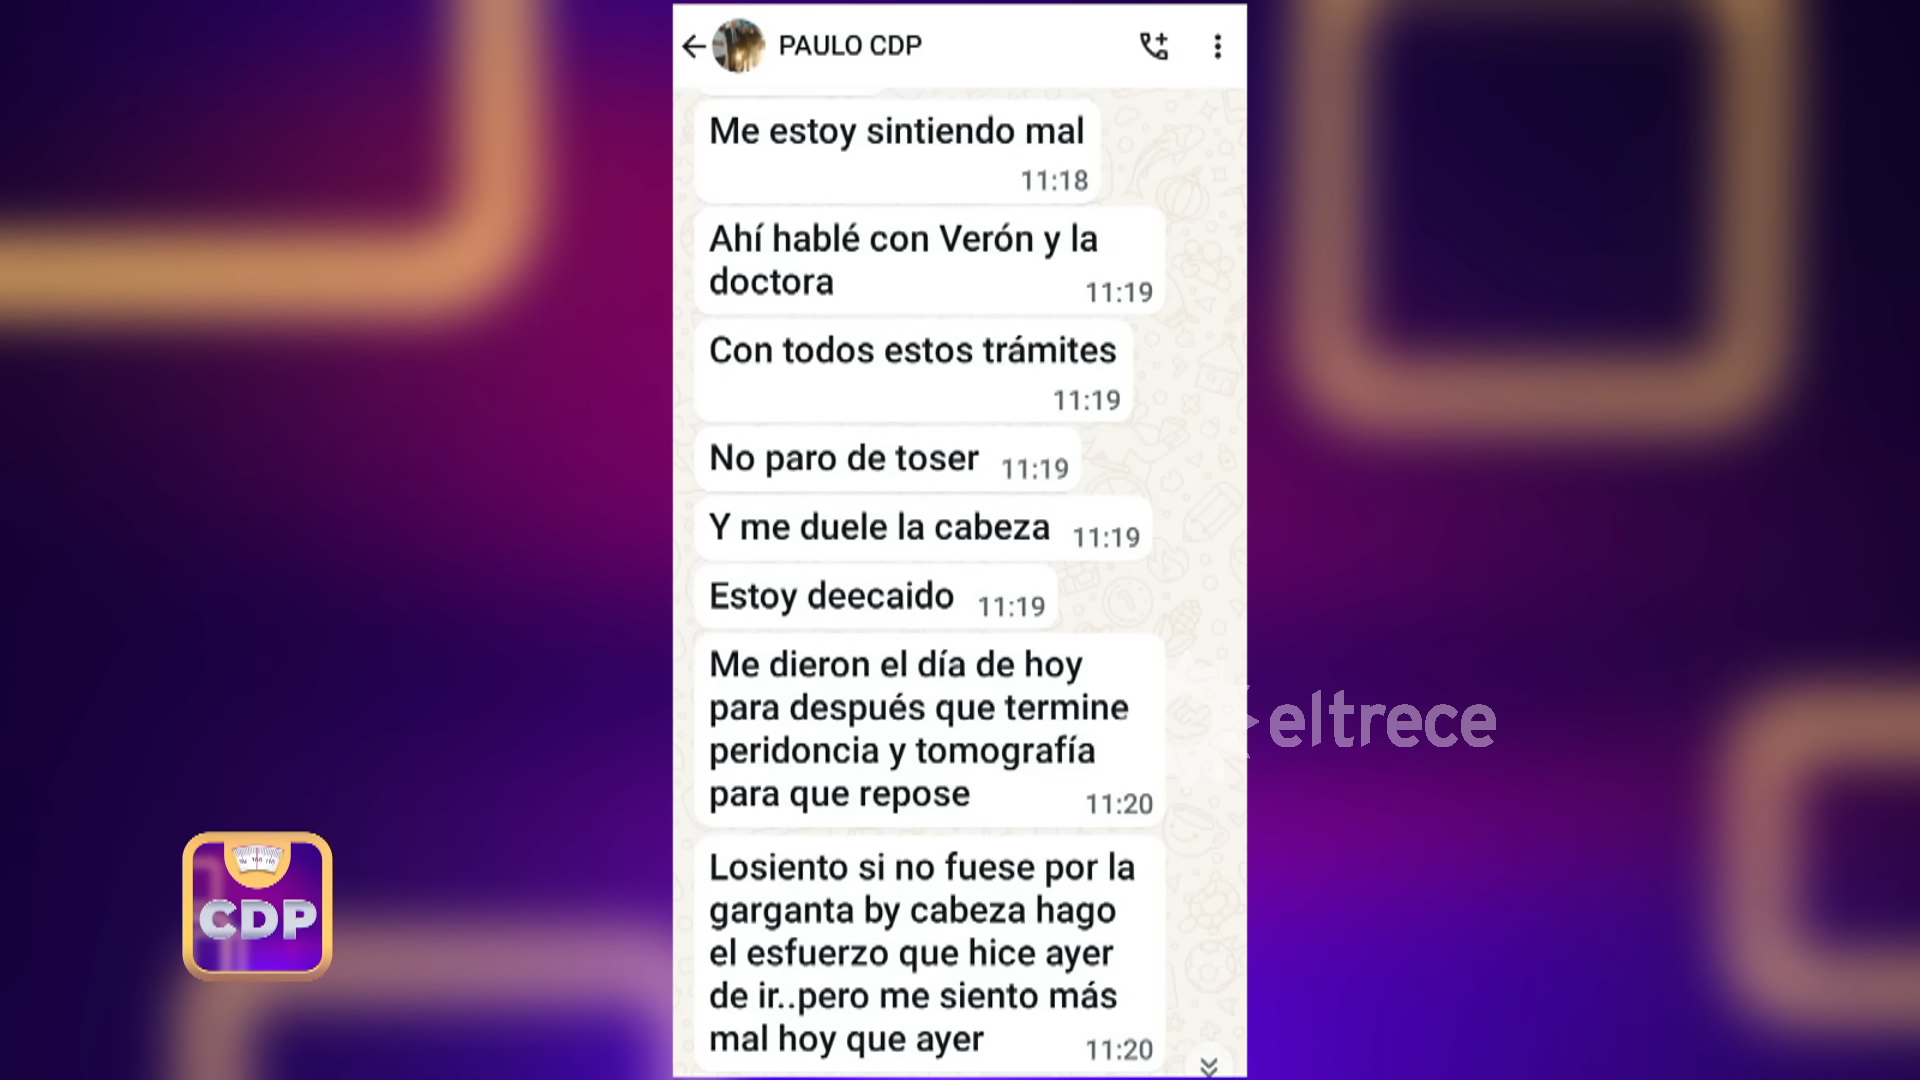 PAULO CDP
Me estoy sintiendo mal
11:18
Ahí hablé con Verón y la
doctora 11:19
Con todos estos trámites
11:19
No paro de toser 11:19
Y me duele la cabeza 11:19
Estoy deecaido 11:19
Me dieron el día de hoy
para después que termine
peridoncia y tomografía
para que repose 11:20
eltrece
Losiento si no fuese por la
garganta by cabeza hago
el esfuerzo que hice ayer
de ir..pero me siento más
mal hoy que ayer 11:20
CDP